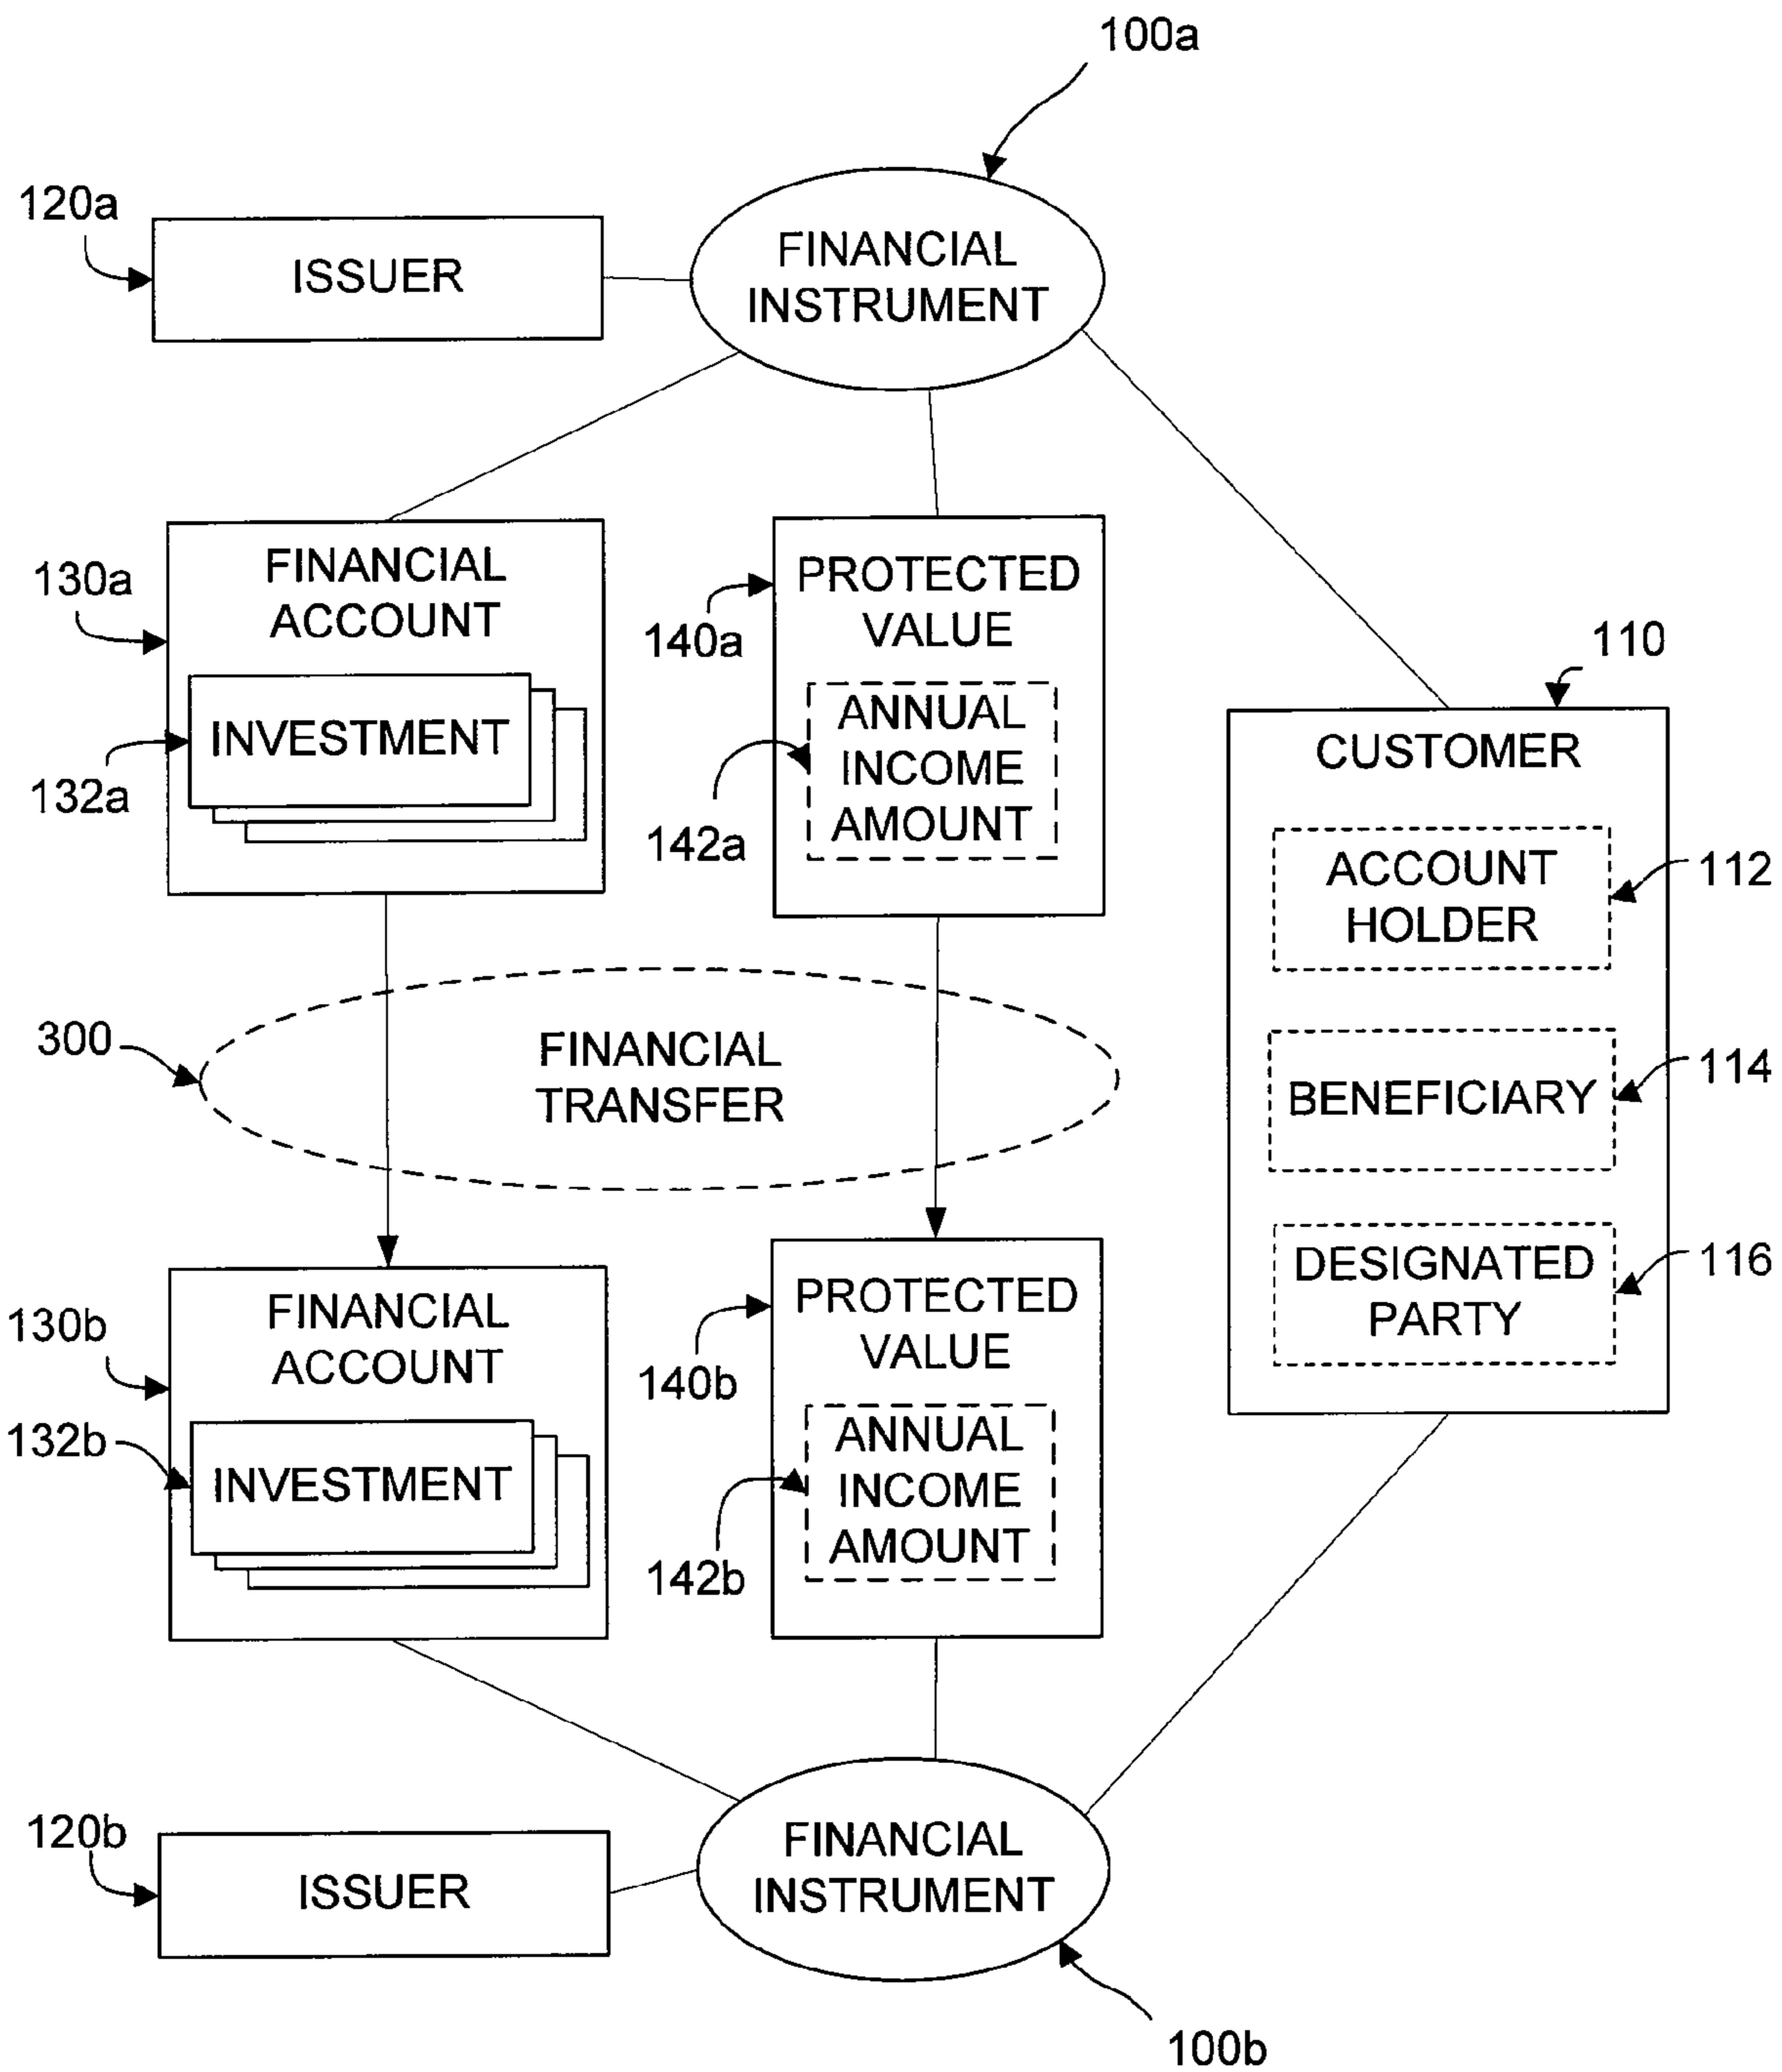 100a
120a
ISSUER
FINANCIAL
INSTRUMENT
130a
FINANCIAL
ACCOUNT
INVESTMENT
132a
140a
PROTECTED
VALUE
ANNUAL
INCOME
AMOUNT
142a
110
CUSTOMER
ACCOUNT
HOLDER
112
BENEFICIARY
114
DESIGNATED
PARTY
116
300
FINANCIAL
TRANSFER
130b
FINANCIAL
ACCOUNT
132b
INVESTMENT
140b
PROTECTED
VALUE
ANNUAL
INCOME
AMOUNT
142b
120b
ISSUER
FINANCIAL
INSTRUMENT
100b